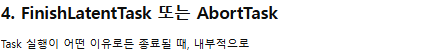 4. FinishLatentTask 또는 AbortTask
Task 실행이 어떤 이유로든 종료될 때, 내부적으로